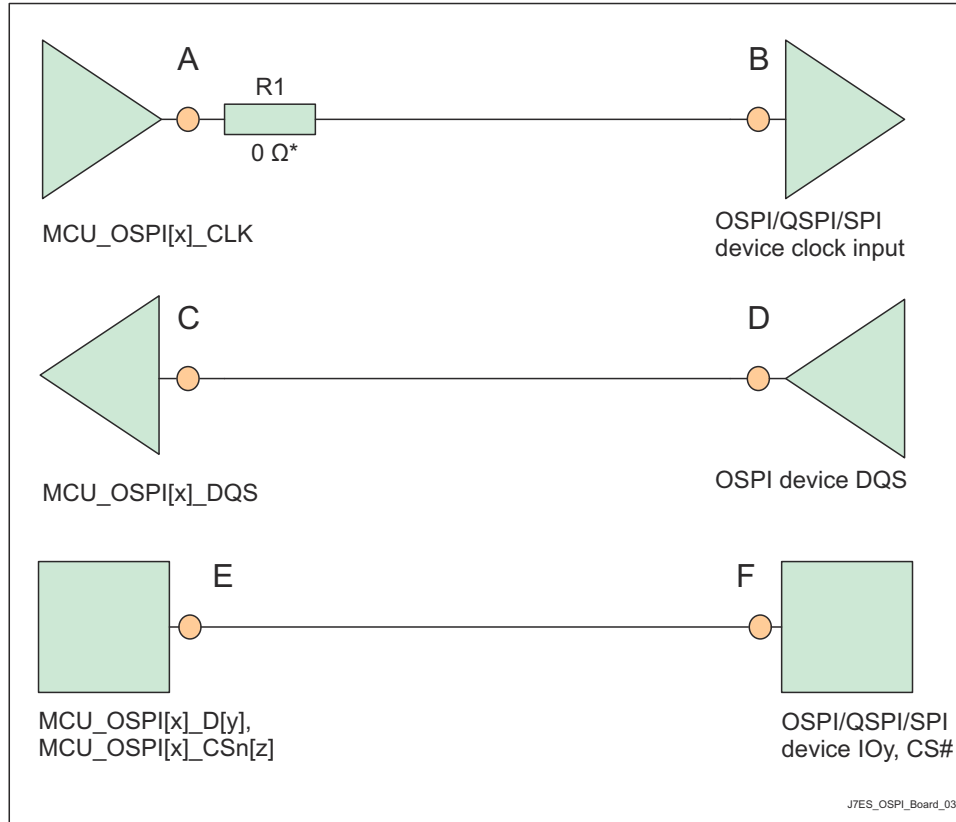 A
B
R1
0 Ω*
MCU_OSPI[x]_CLK
OSPI/QSPI/SPI
device clock input
C
D
MCU_OSPI[x]_DQS
OSPI device DQS
E
F
MCU_OSPI[x]_D[y],
MCU_OSPI[x]_CSn[z]
OSPI/QSPI/SPI
device IOy, CS#
J7ES_OSPI_Board_03